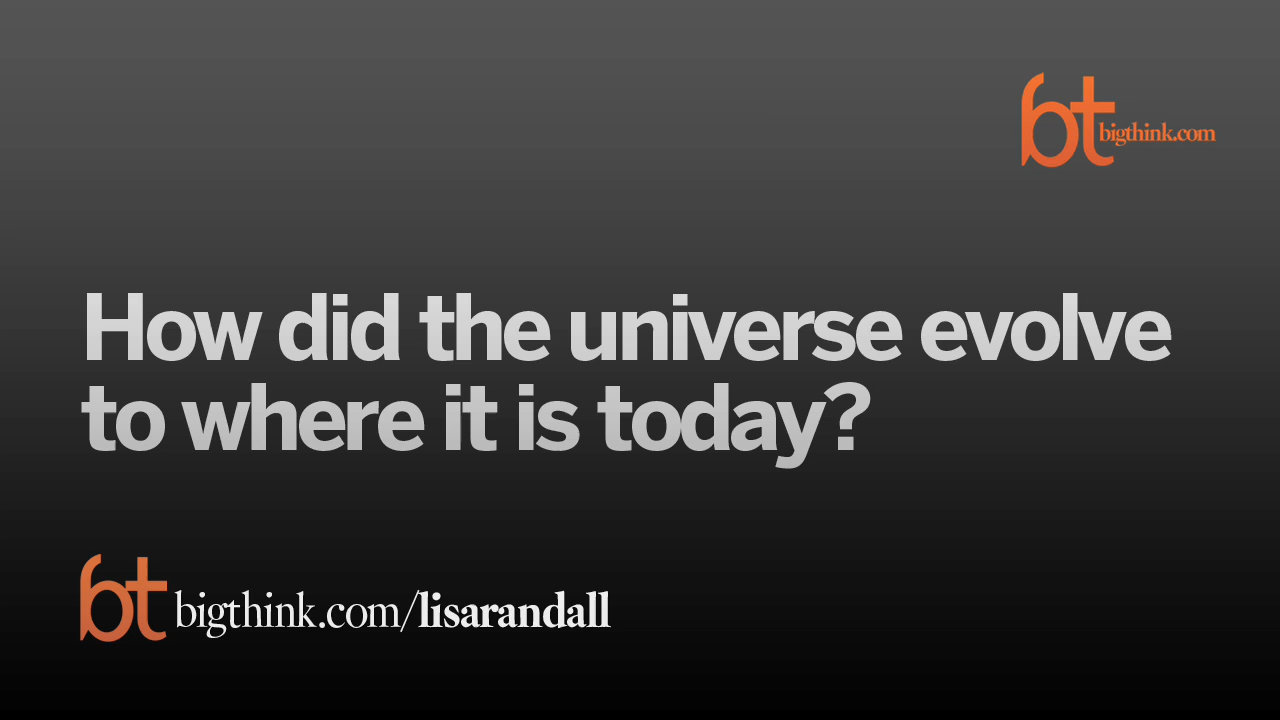 bt bigthink.com
How did the universe evolve
to where it is today?
bt bigthink.com/lisarandall